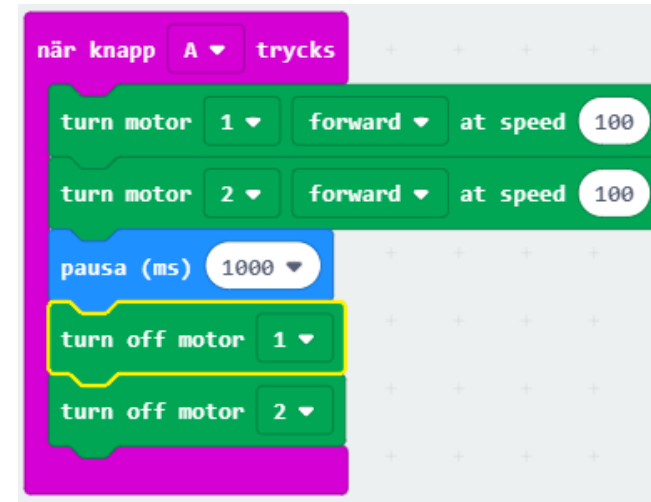 när knapp A trycks
turn motor 1 forward at speed 100
turn motor 2 forward at speed 100
pausa (ms) 1000
turn off motor 1
turn off motor 2